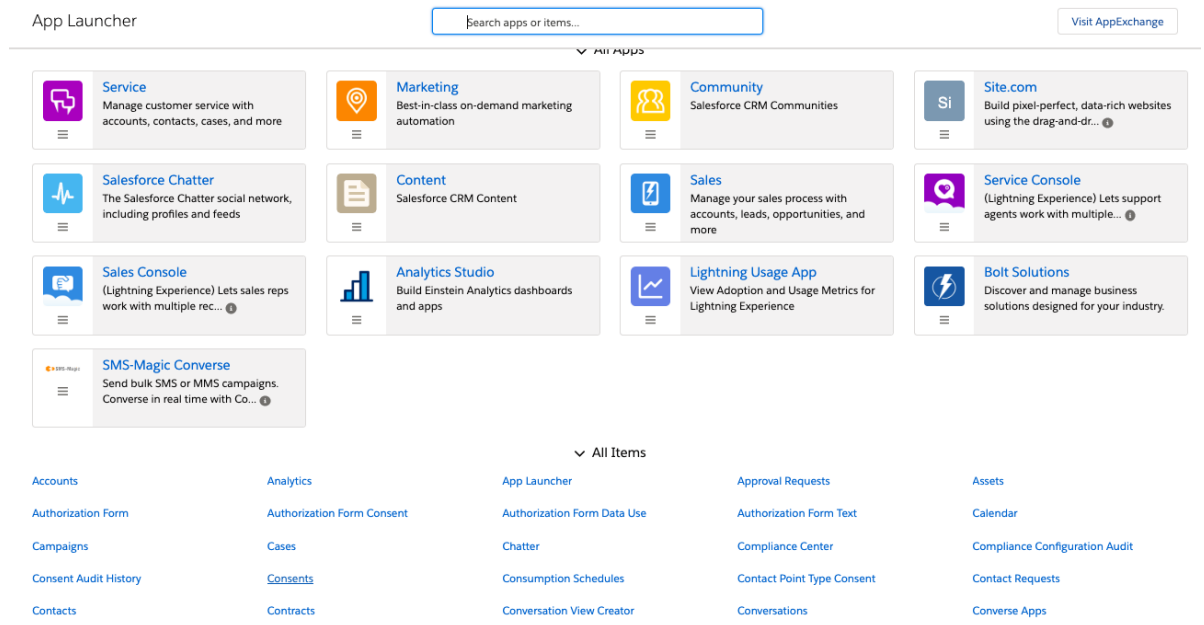 App Launcher
Search apps or items...
Visit AppExchange
All Apps
Service
Manage customer service with
accounts, contacts, cases, and more
Marketing
Best-in-class on-demand marketing
automation
Community
Salesforce CRM Communities
Si
Site.com
Build pixel-perfect, data-rich websites
using the drag-and-dr...
Salesforce Chatter
The Salesforce Chatter social network,
including profiles and feeds
Content
Salesforce CRM Content
Sales
Manage your sales process with
accounts, leads, opportunities, and
more
Service Console
(Lightning Experience) Lets support
agents work with multiple...
Sales Console
(Lightning Experience) Lets sales reps
work with multiple rec...
Analytics Studio
Build Einstein Analytics dashboards
and apps
Lightning Usage App
View Adoption and Usage Metrics for
Lightning Experience
Bolt Solutions
Discover and manage business
solutions designed for your industry.
SMS-Magic
SMS-Magic Converse
Send bulk SMS or MMS campaigns.
Converse in real time with Co...
All Items
Accounts
Analytics
App Launcher
Approval Requests
Assets
Authorization Form
Authorization Form Consent
Authorization Form Data Use
Authorization Form Text
Calendar
Campaigns
Cases
Chatter
Compliance Center
Compliance Configuration Audit
Consent Audit History
Consents
Consumption Schedules
Contact Point Type Consent
Contact Requests
Contacts
Contracts
Conversation View Creator
Conversations
Converse Apps